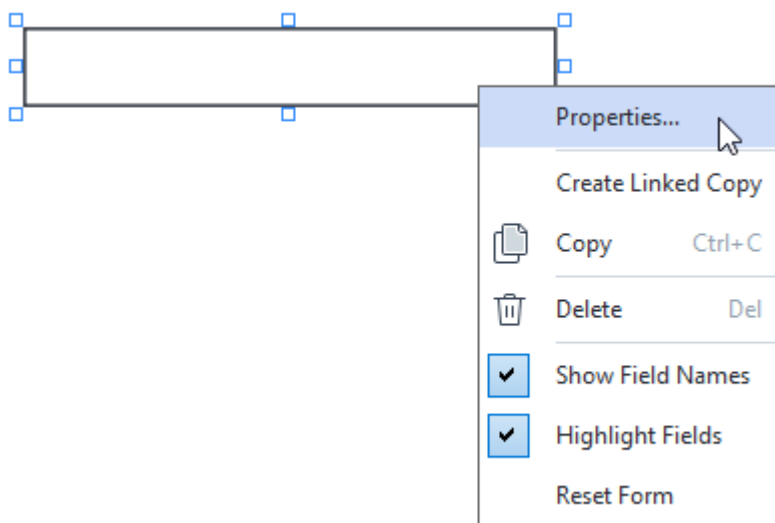 Properties...
Create Linked Copy
Copy Ctrl+C
Delete Del
Show Field Names
Highlight Fields
Reset Form